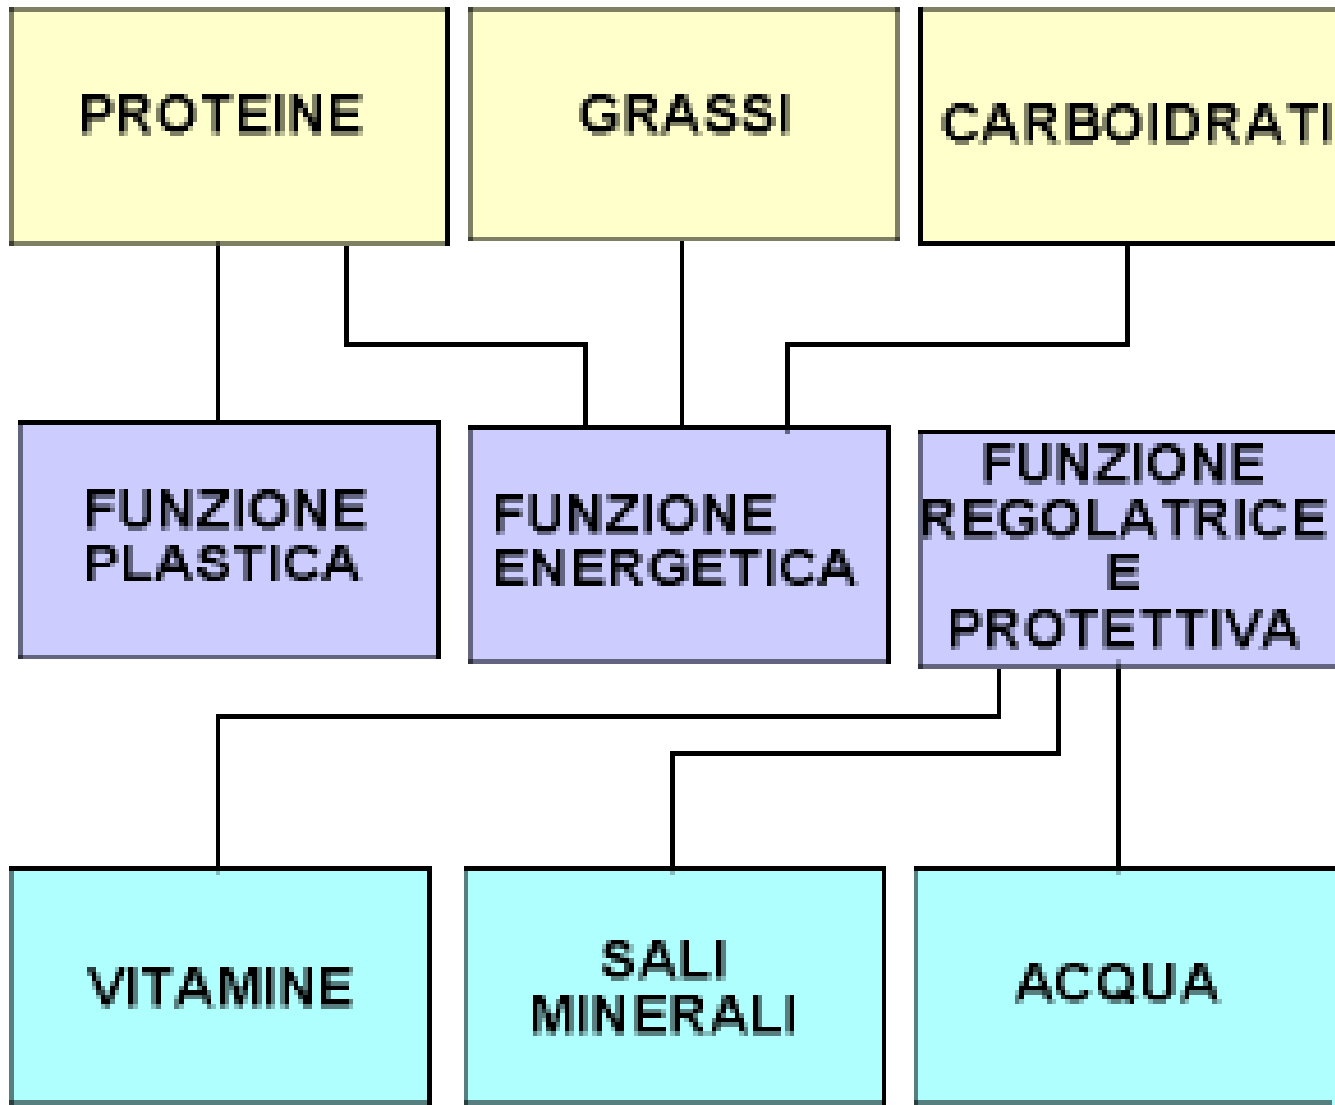 PROTEINE
GRASSI
CARBOIDRATI
FUNZIONE
PLASTICA
FUNZIONE
ENERGETICA
FUNZIONE
REGOLATRICE
E
PROTETTIVA
VITAMINE
SALI
MINERALI
ACQUA